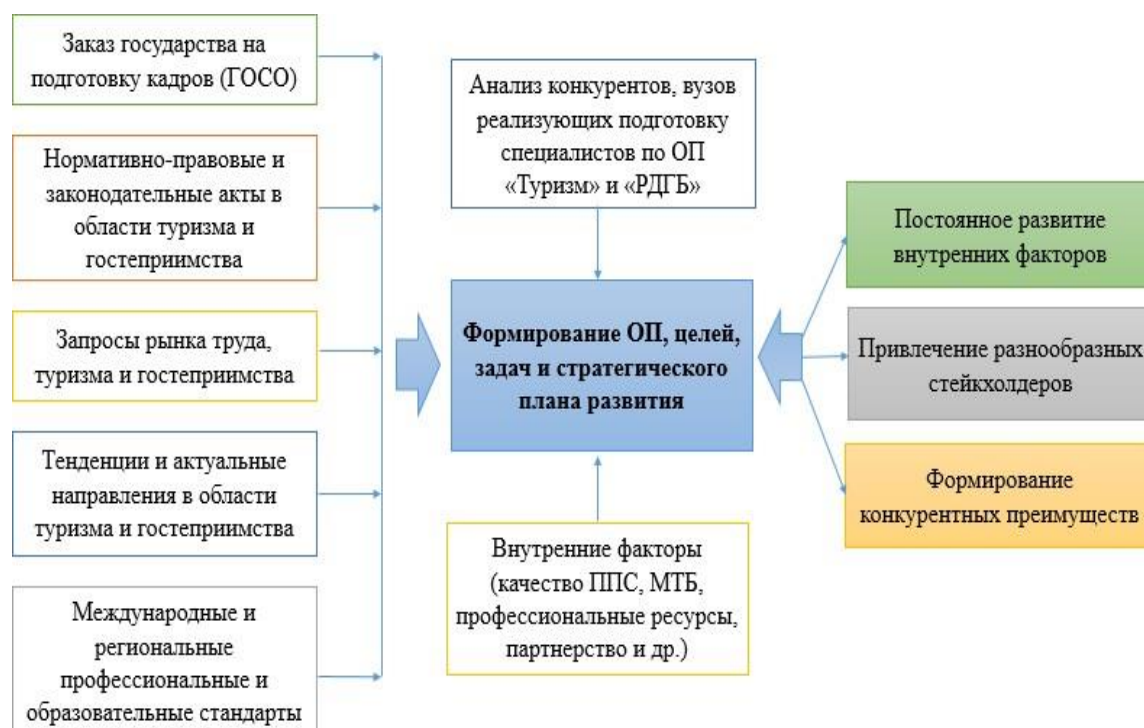 Заказ государства на
подготовку кадров (ГОСО)
Нормативно-правовые и
законодательные акты в
области туризма и
гостеприимства
Запросы рынка труда,
туризма и гостеприимства
Тенденции и актуальные
направления в области
туризма и гостеприимства
Международные и
региональные
профессиональные и
образовательные стандарты
Анализ конкурентов, вузов
реализующих подготовку
специалистов по ОП
«Туризм» и «РДГБ»
Формирование ОП, целей,
задач и стратегического
плана развития
Внутренние факторы
(качество ППС, МТБ,
профессиональные ресурсы,
партнерство и др.)
Постоянное развитие
внутренних факторов
Привлечение разнообразных
стейкхолдеров
Формирование
конкурентных преимуществ